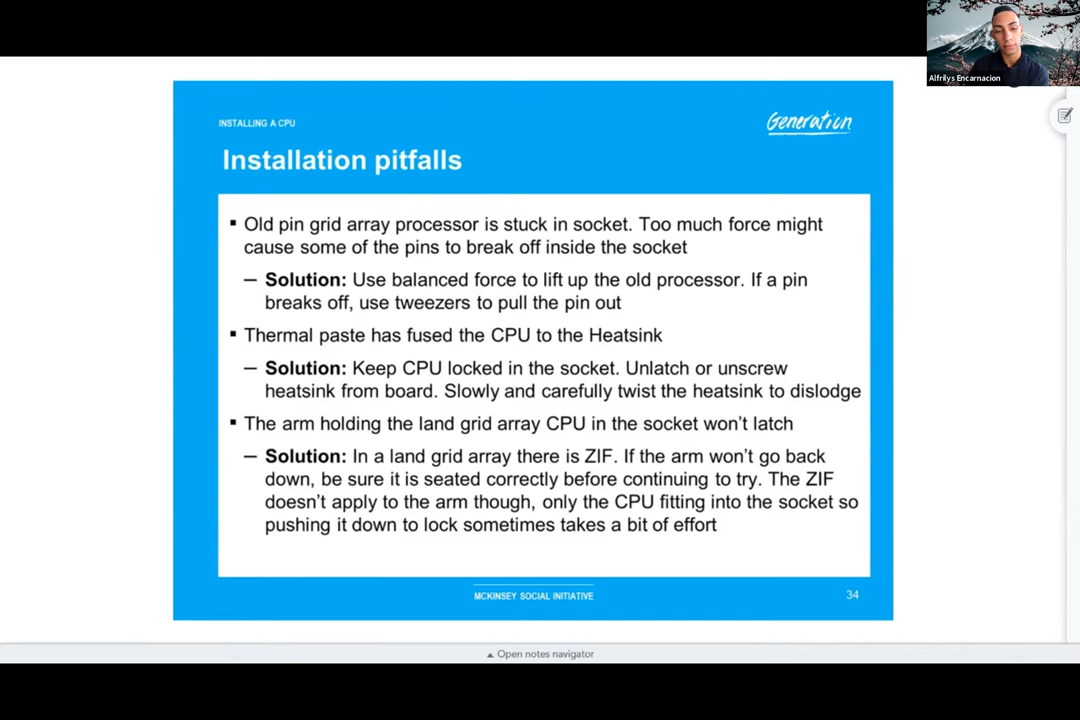 Alfrilys Encarnacion
INSTALLING A CPU
Generation
Installation pitfalls
▪ Old pin grid array processor is stuck in socket. Too much force might
cause some of the pins to break off inside the socket
– Solution: Use balanced force to lift up the old processor. If a pin
breaks off, use tweezers to pull the pin out
▪ Thermal paste has fused the CPU to the Heatsink
– Solution: Keep CPU locked in the socket. Unlatch or unscrew
heatsink from board. Slowly and carefully twist the heatsink to dislodge
▪ The arm holding the land grid array CPU in the socket won't latch
– Solution: In a land grid array there is ZIF. If the arm won't go back
down, be sure it is seated correctly before continuing to try. The ZIF
doesn't apply to the arm though, only the CPU fitting into the socket so
pushing it down to lock sometimes takes a bit of effort
MCKINSEY SOCIAL INITIATIVE
34
▲ Open notes navigator